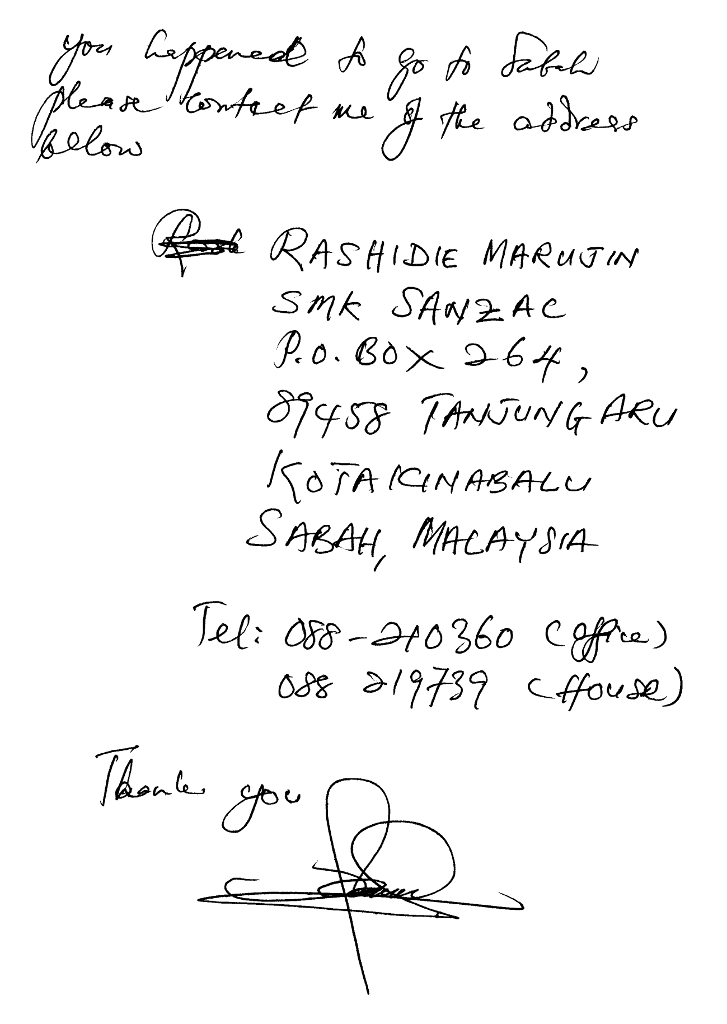 you happened to go to Sabah
please contact me of the address
below
RASHIDIE MARUJIN
SMK SANZAC
P.O. BOX 264,
89458 TANJUNG ARU
KOTA KINABALU
SABAH, MALAYSIA
Tel: 088-210360 (office)
088 219739 (House)
Thank you